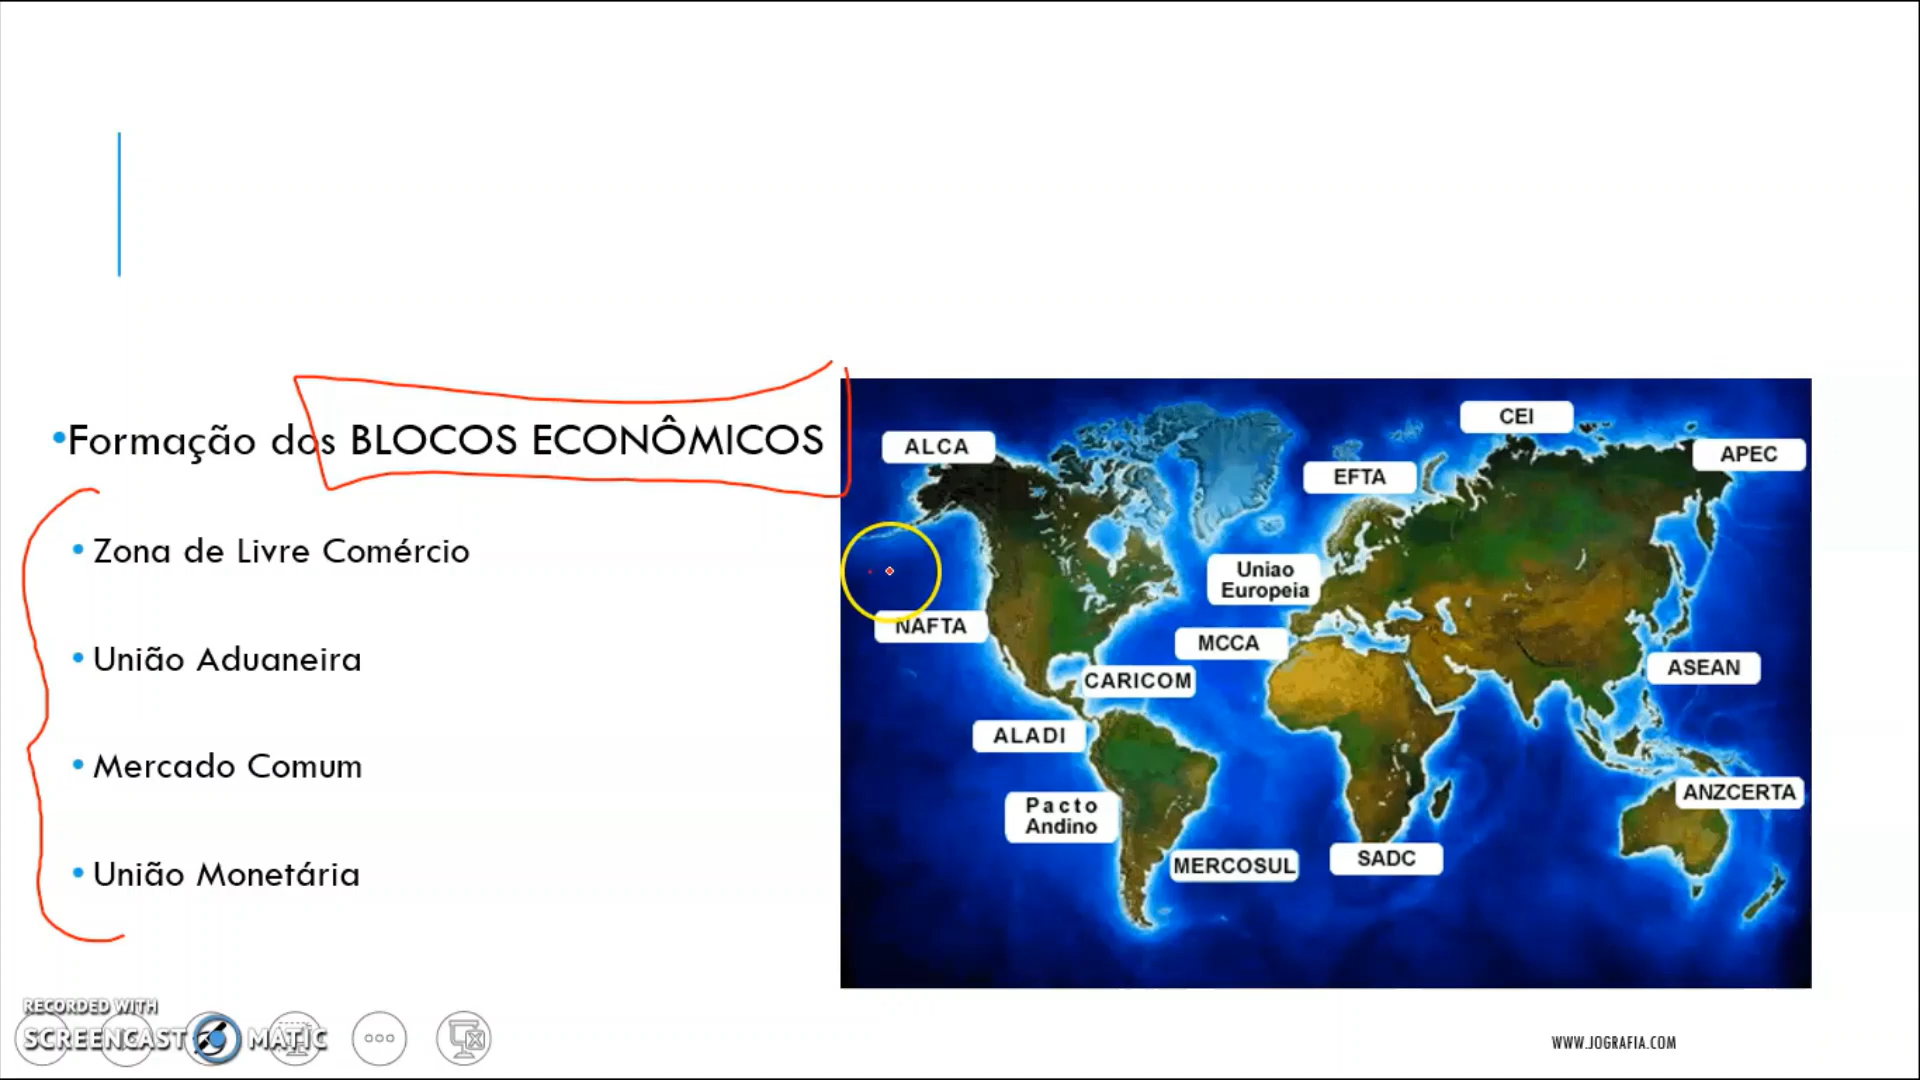 •Formação dos BLOCOS ECONÔMICOS
• Zona de Livre Comércio
• União Aduaneira
• Mercado Comum
• União Monetária
CEI
ALCA
APEC
EFTA
Uniao
Europeia
NAFTA
MCCA
ASEAN
CARICOM
ALADI
ANZCERTA
Pacto
Andino
MERCOSUL
SADC
RECORDED WITH
SCREENCAST MATIC
WWW.JOGRAFIA.COM